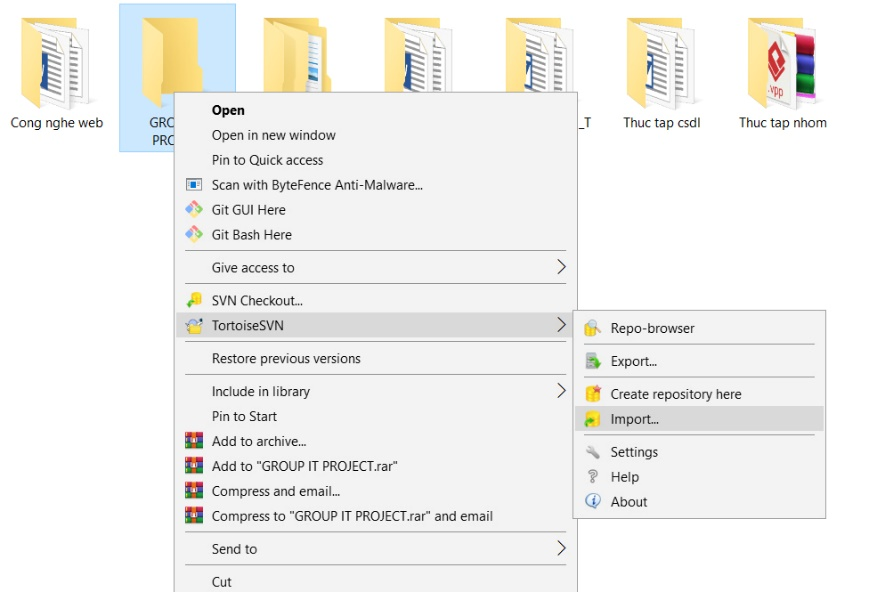 Cong nghe web
GRO
PRO
_T
Thuc tap csdl
Thuc tap nhom
.vpp
Open
Open in new window
Pin to Quick access
Scan with ByteFence Anti-Malware...
Git GUI Here
Git Bash Here
Give access to
SVN Checkout...
TortoiseSVN
Restore previous versions
Include in library
Pin to Start
Add to archive...
Add to "GROUP IT PROJECT.rar"
Compress and email...
Compress to "GROUP IT PROJECT.rar" and email
Send to
Cut
Repo-browser
Export...
Create repository here
Import...
Settings
Help
About